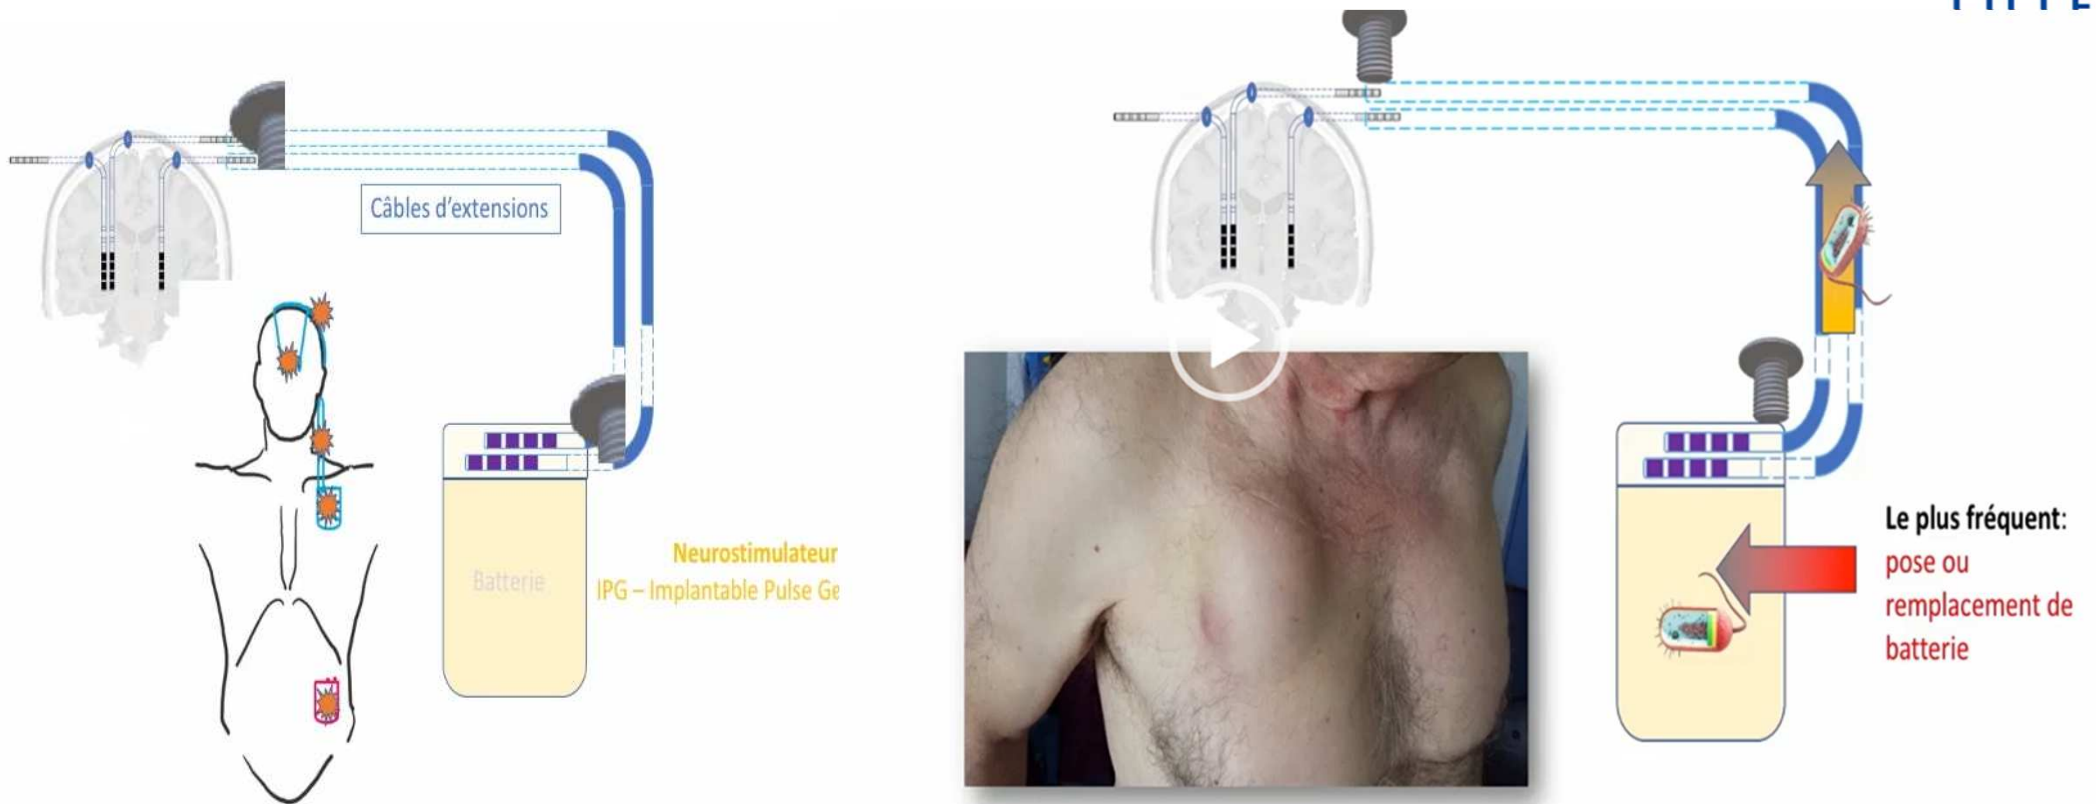 Câbles d'extensions
Batterie
Neurostimulateur
IPG – Implantable Pulse Ge
Le plus fréquent:
pose ou
remplacement de
batterie